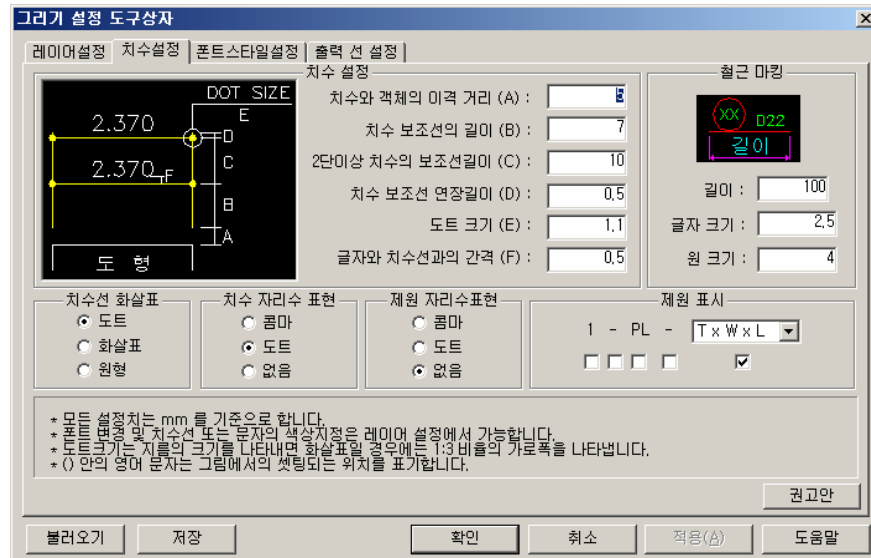 그리기 설정 도구상자
레이어설정 치수설정 폰트스타일설정 출력 선 설정
치수 설정
DOT SIZE
E
2.370
D
C
2.370
F
B
A
도 형
치수와 객체의 이격 거리 (A) : 5
치수 보조선의 길이 (B) : 7
2단이상 치수의 보조선길이 (C) : 10
치수 보조선 연장길이 (D) : 0.5
도트 크기 (E) : 1.1
글자와 치수선과의 간격 (F) : 0.5
철근 마킹
XX D22
길이
길이 : 100
글자 크기 : 2.5
원 크기 : 4
치수선 화살표
도트
화살표
원형
치수 자리수 표현
콤마
도트
없음
제원 자리수표현
콤마
도트
없음
제원 표시
1 - PL - T x W x L
* 모든 설정치는 mm 를 기준으로 합니다.
* 폰트 변경 및 치수선 또는 문자의 색상지정은 레이어 설정에서 가능합니다.
* 도트크기는 지름의 크기를 나타내면 화살표일 경우에는 1:3 비율의 가로폭을 나타냅니다.
* () 안의 영어 문자는 그림에서의 셋팅되는 위치를 표기합니다.
권고안
불러오기 저장 확인 취소 적용(A) 도움말